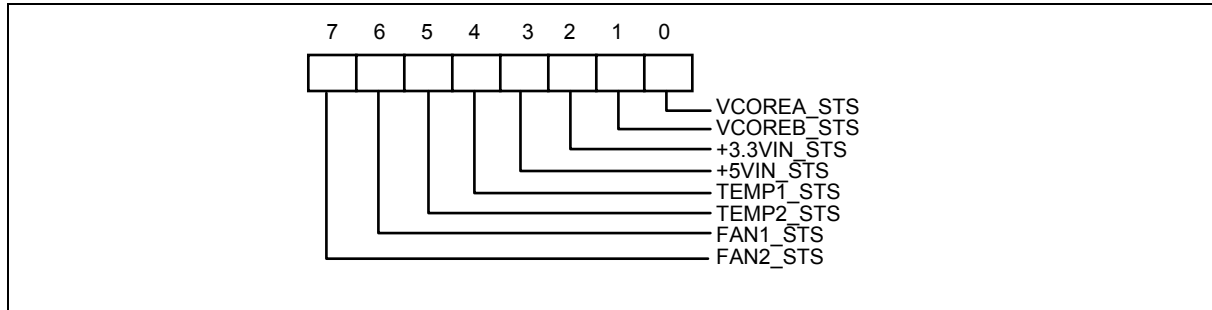 7 6 5 4 3 2 1 0
VCOREA_STS
VCOREB_STS
+3.3VIN_STS
+5VIN_STS
TEMP1_STS
TEMP2_STS
FAN1_STS
FAN2_STS